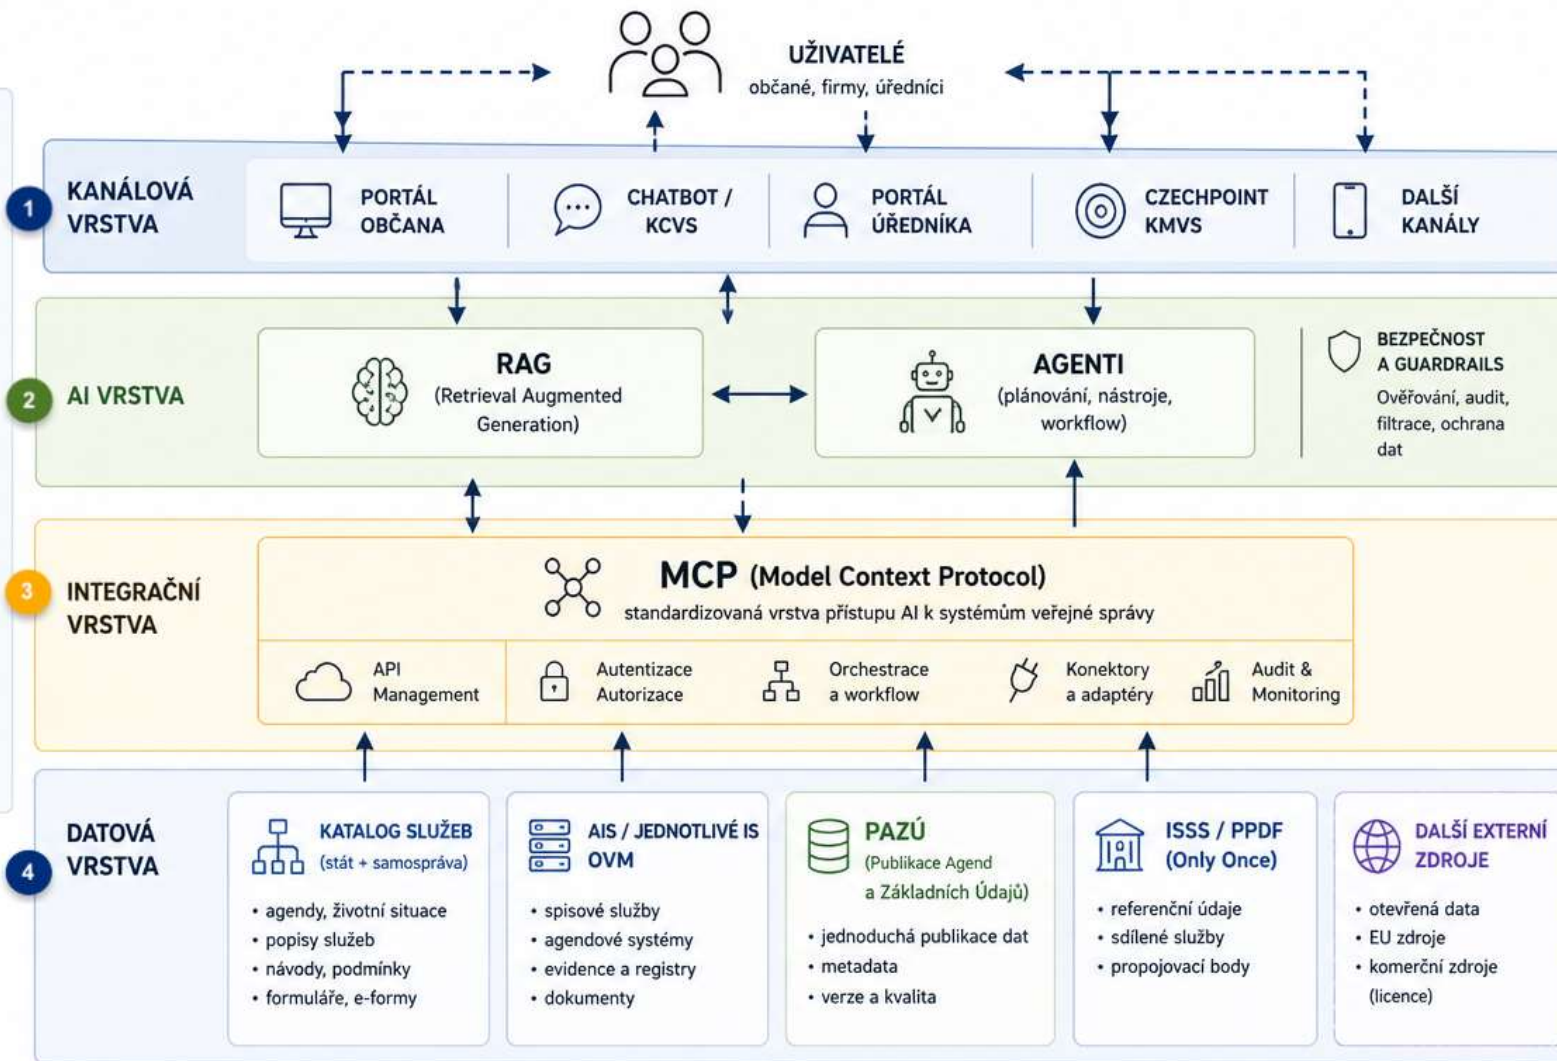 UŽIVATELÉ
občané, firmy, úředníci
1
KANÁLOVÁ
VRSTVA
PORTÁL
OBČANA
CHATBOT /
KCVS
PORTÁL
ÚŘEDNÍKA
CZECHPOINT
KMVS
DALŠÍ
KANÁLY
2
AI VRSTVA
RAG
(Retrieval Augmented
Generation)
AGENTI
(plánování, nástroje,
workflow)
BEZPEČNOST
A GUARDRAILS
Ověřování, audit,
filtrace, ochrana
dat
3
INTEGRAČNÍ
VRSTVA
MCP (Model Context Protocol)
standardizovaná vrstva přístupu AI k systémům veřejné správy
API
Management
Autentizace
Autorizace
Orchestrace
a workflow
Konektory
a adaptéry
Audit &
Monitoring
4
DATOVÁ
VRSTVA
KATALOG SLUŽEB
(stát + samospráva)
• agendy, životní situace
• popisy služeb
• návody, podmínky
• formuláře, e-formy
AIS / JEDNOTLIVÉ IS
OVM
• spisové služby
• agendové systémy
• evidence a registry
• dokumenty
PAZÚ
(Publikace Agend
a Základních Údajů)
• jednoduchá publikace dat
• metadata
• verze a kvalita
ISSS / PPDF
(Only Once)
• referenční údaje
• sdílené služby
• propojovací body
DALŠÍ EXTERNÍ
ZDROJE
• otevřená data
• EU zdroje
• komerční zdroje
(licence)